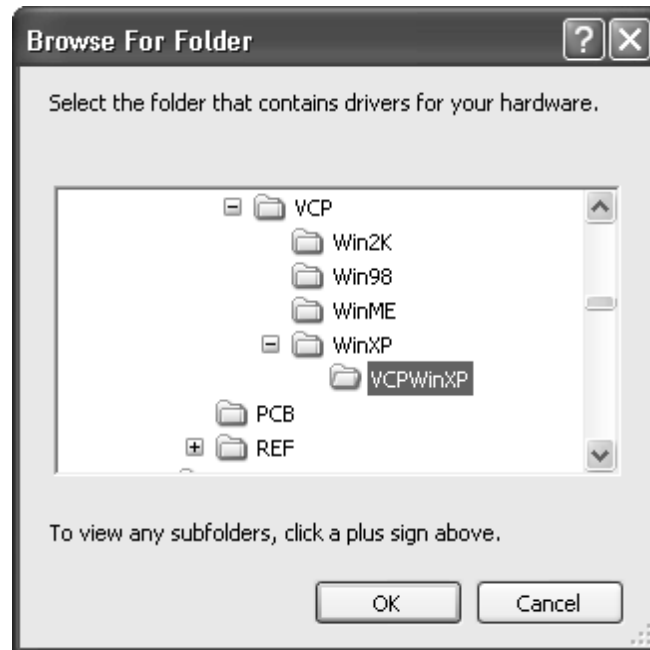 Browse For Folder
Select the folder that contains drivers for your hardware.
VCP
Win2K
Win98
WinME
WinXP
VCPWinXP
PCB
REF
To view any subfolders, click a plus sign above.
OK Cancel